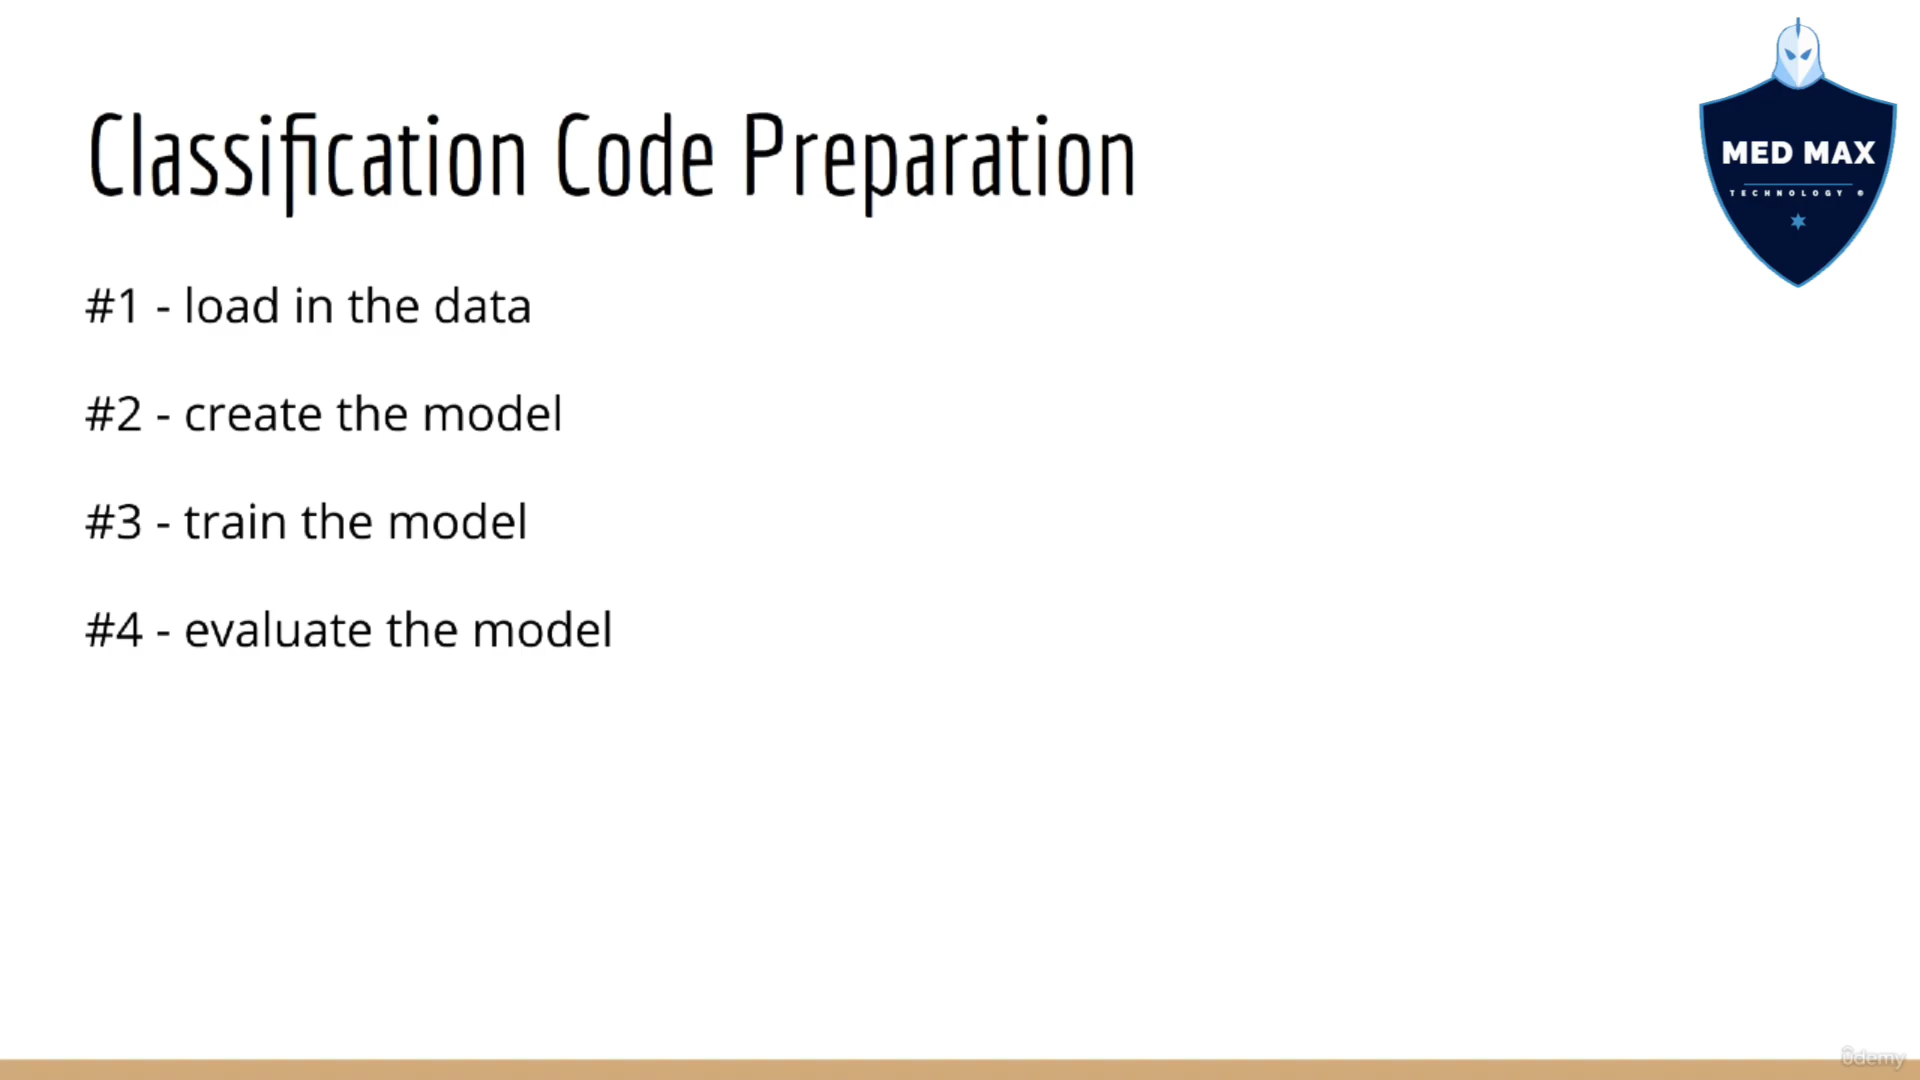 Classification Code Preparation
MED MAX
TECHNOLOGY ®
#1 - load in the data
#2 - create the model
#3 - train the model
#4 - evaluate the model
ûdemy